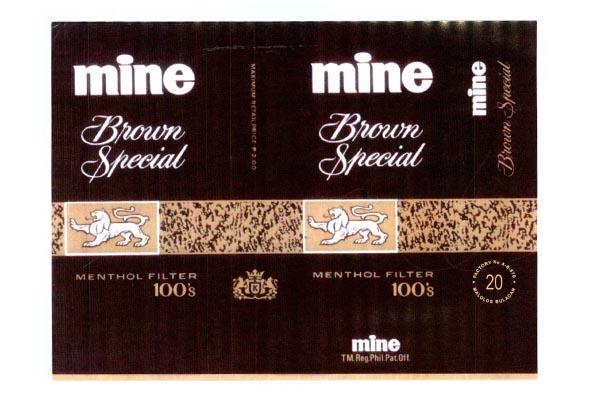 mine
Brown
Special
MENTHOL FILTER
100's
MAXIMUM RETAIL PRICE ₱ 2.00
mine
Brown
Special
MENTHOL FILTER
100's
mine
T.M. Reg. Phil. Pat. Off.
mine
Brown Special
FACTORY No.
20
MALOLOS BULACAN